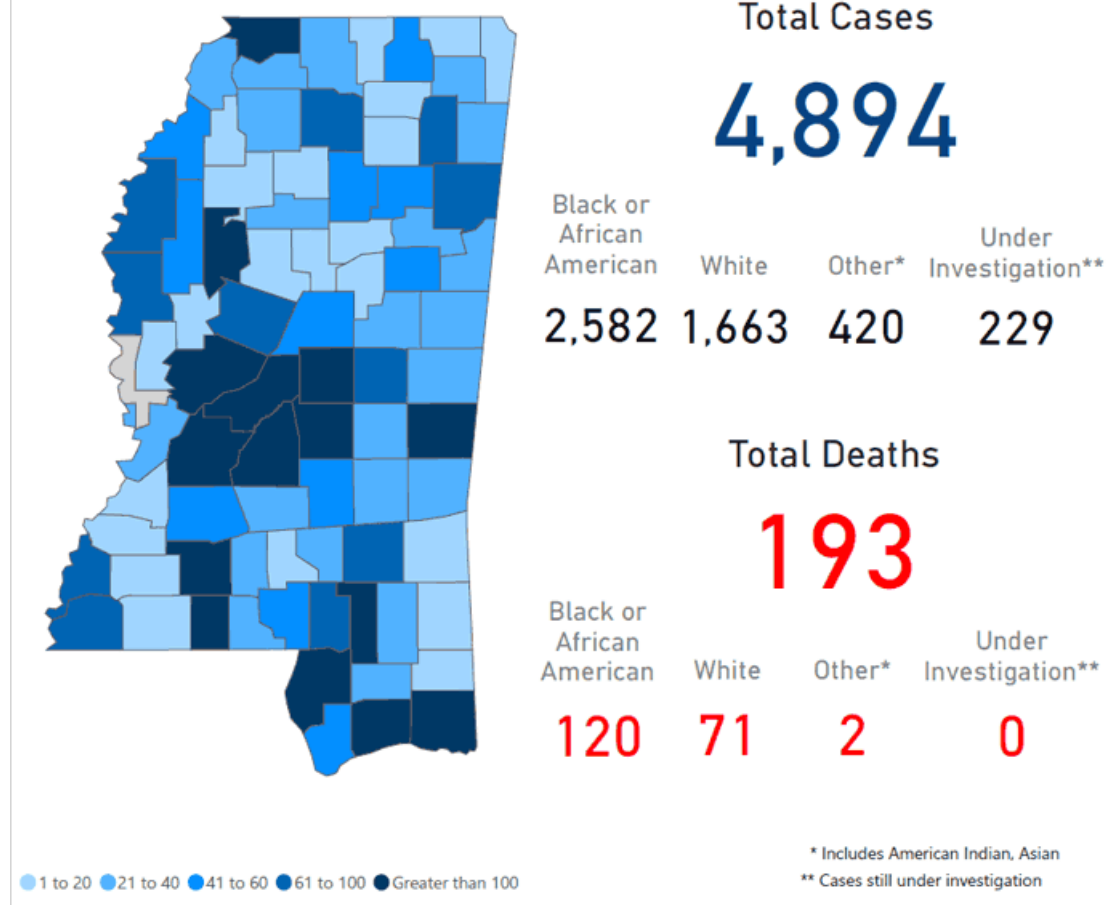 Total Cases
4,894
Black or
African
American
White
Other*
Under
Investigation**
2,582
1,663
420
229
Total Deaths
193
Black or
African
American
White
Other*
Under
Investigation**
120
71
2
0
* Includes American Indian, Asian
** Cases still under investigation
1 to 20
21 to 40
41 to 60
61 to 100
Greater than 100